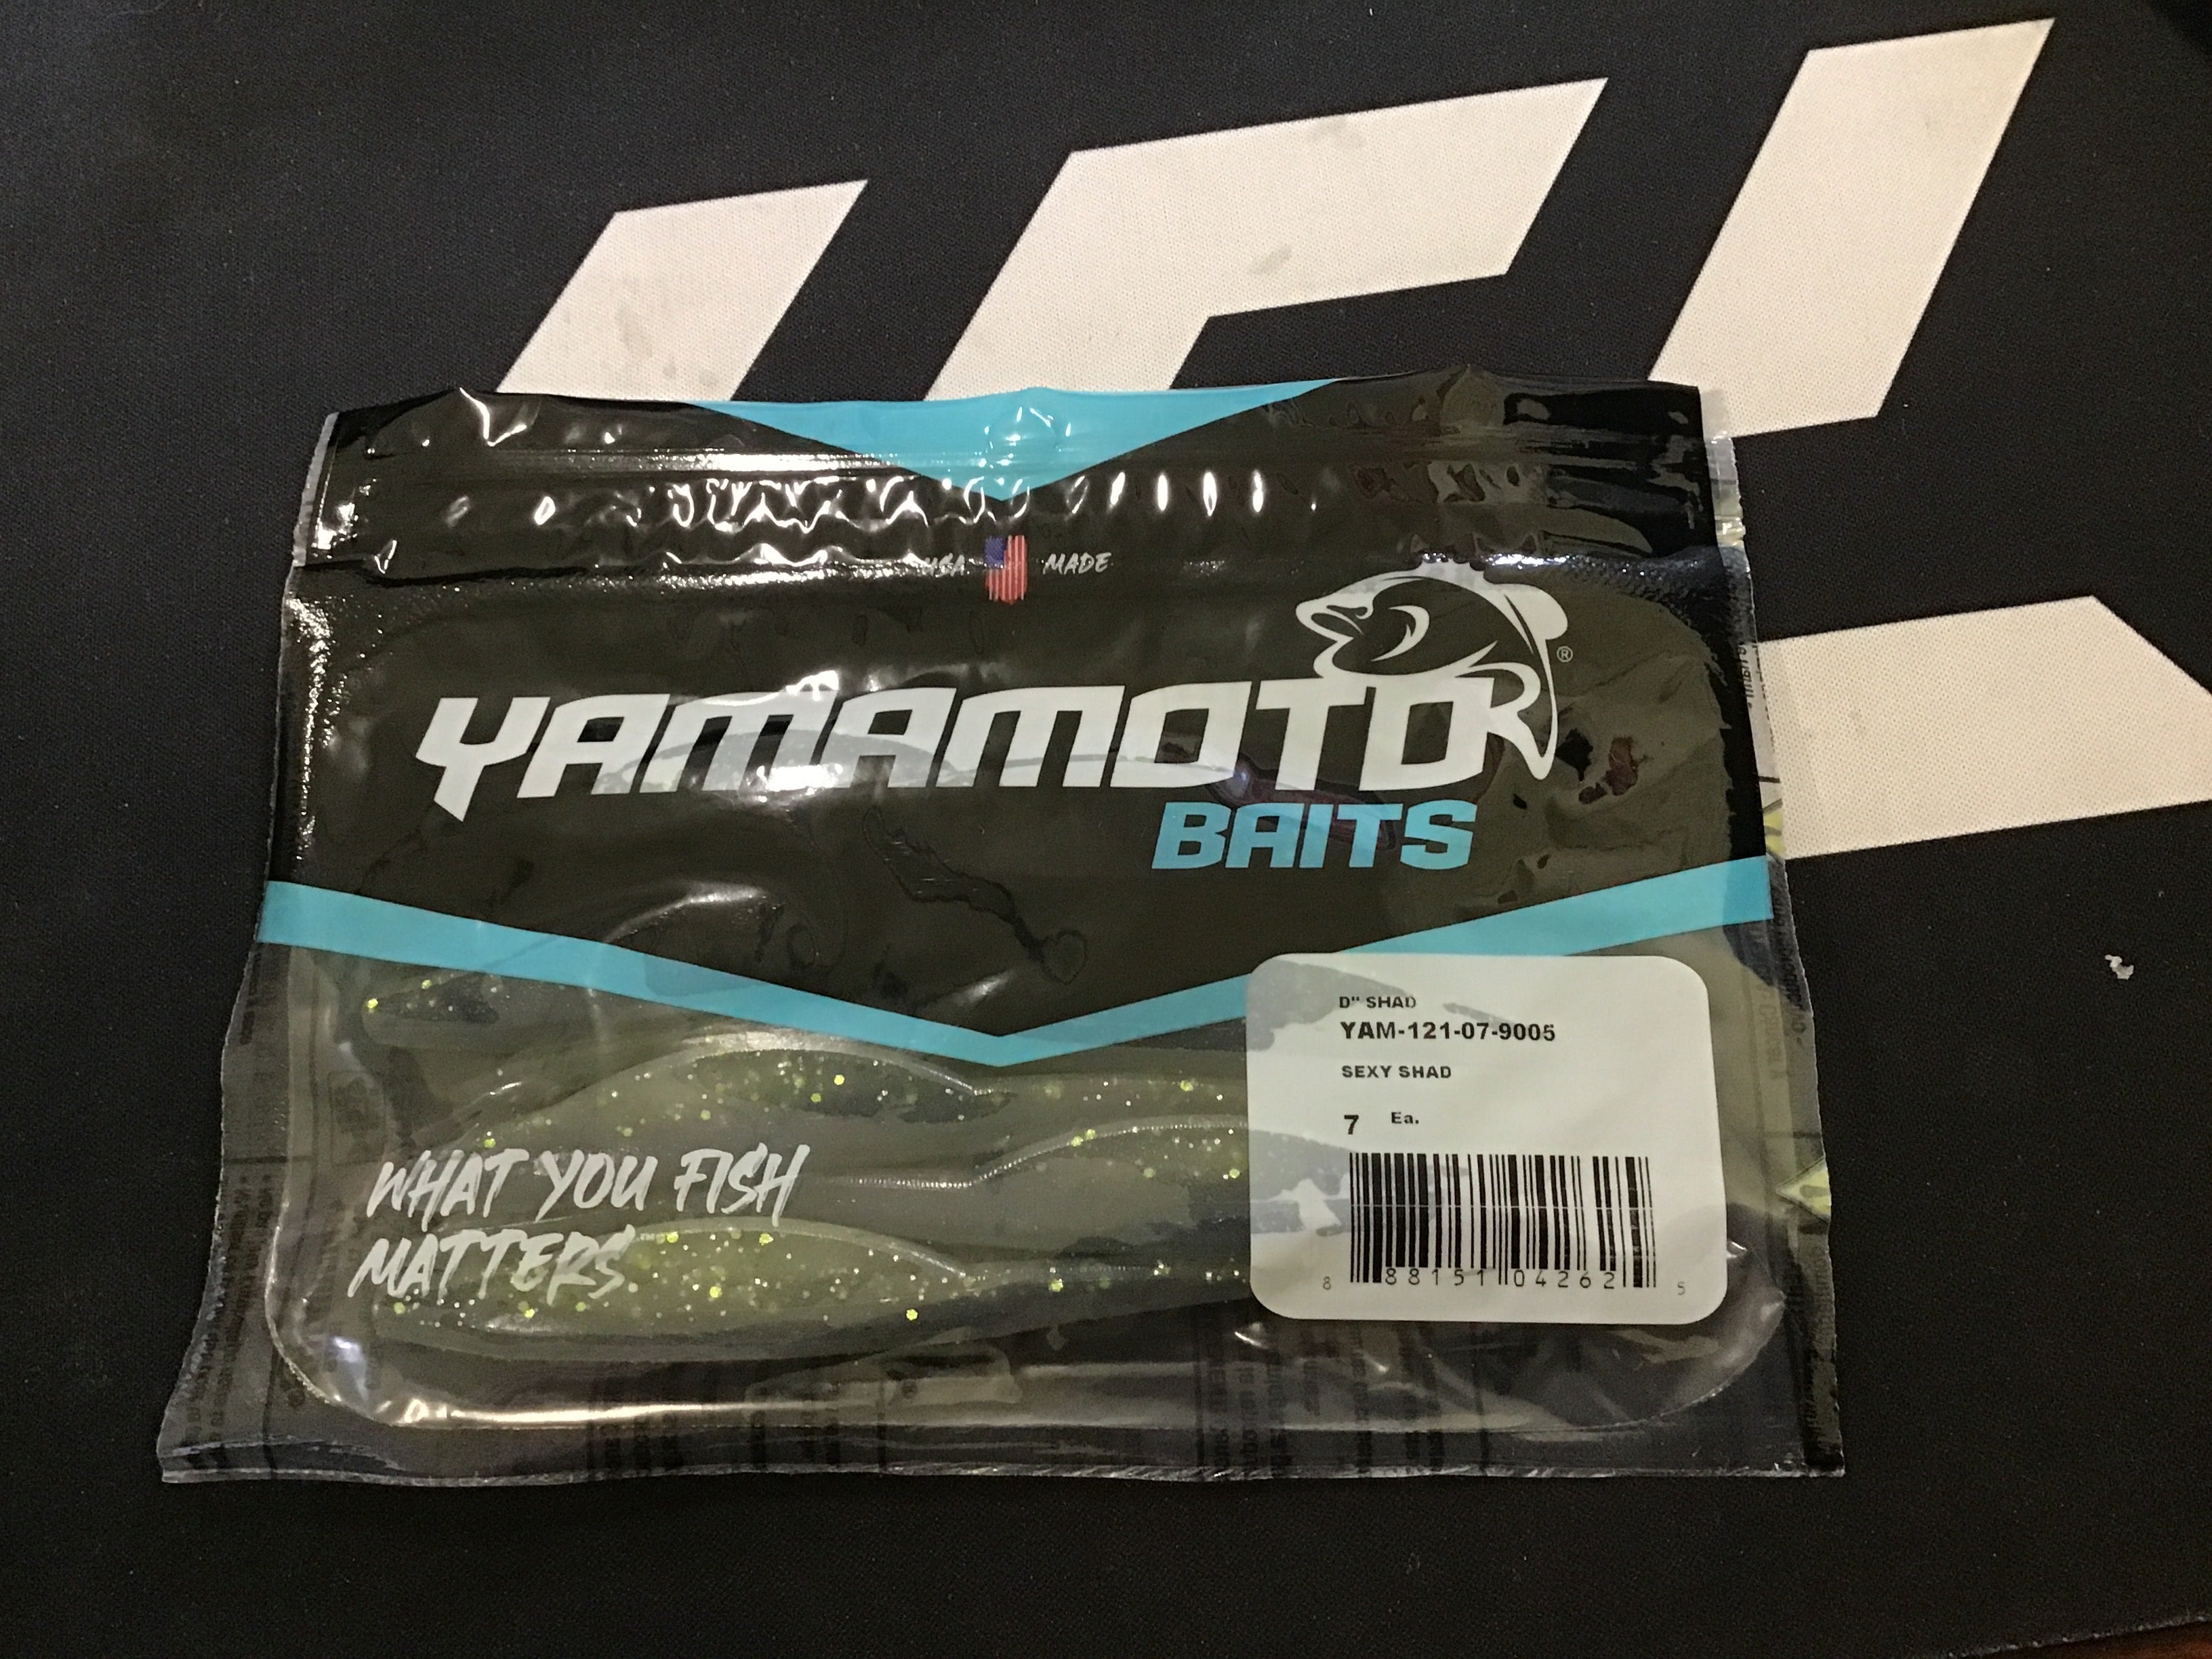 USA MADE
YAMAMOTO
®
BAITS
D" SHAD
YAM-121-07-9005
SEXY SHAD
7 Ea.
8 88151 04262 5
WHAT YOU FISH
MATTERS™